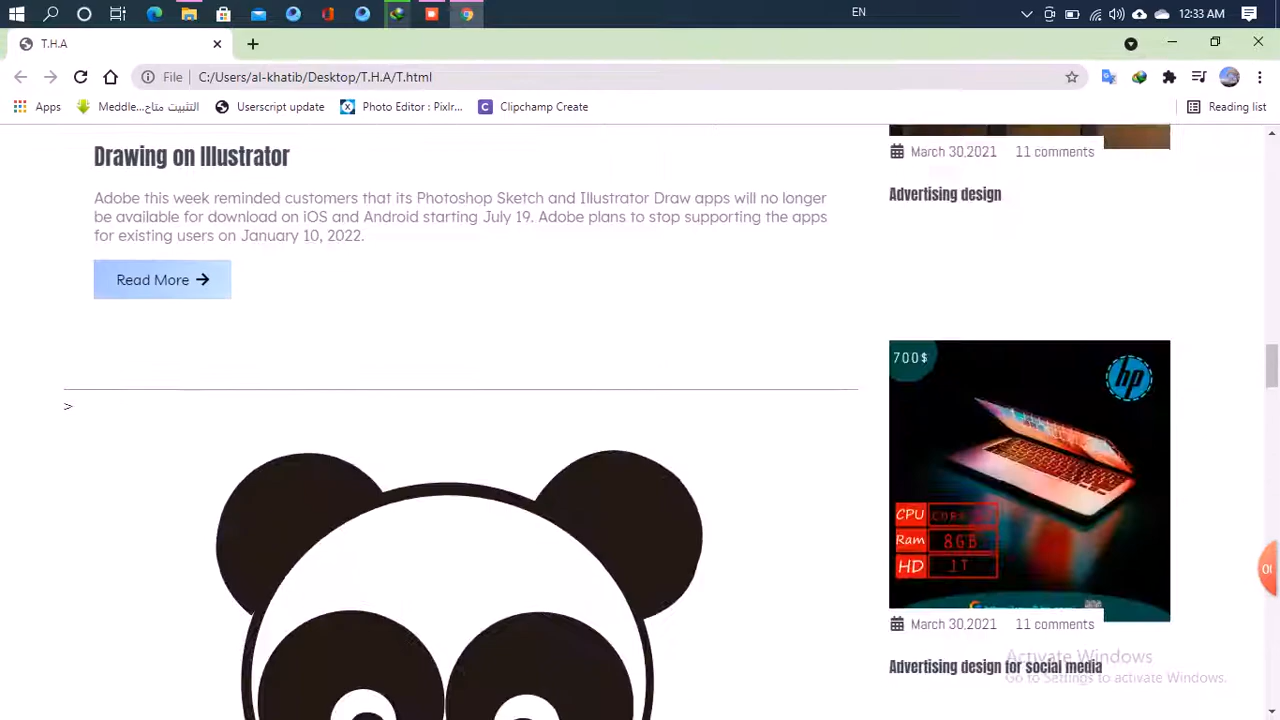 EN
12:33 AM
T.H.A
File
C:/Users/al-khatib/Desktop/T.H.A/T.html
Apps
Meddle...التثبيت متاح
Userscript update
Photo Editor : Pixlr...
Clipchamp Create
Reading list
Drawing on Illustrator
Adobe this week reminded customers that its Photoshop Sketch and Illustrator Draw apps will no longer
be available for download on iOS and Android starting July 19. Adobe plans to stop supporting the apps
for existing users on January 10, 2022.
Read More
>
March 30,2021 11 comments
Advertising design
700$
hp
CPU
Ram 8GB
HD 1T
March 30,2021 11 comments
Advertising design for social media
Activate Windows
Go to Settings to activate Windows.